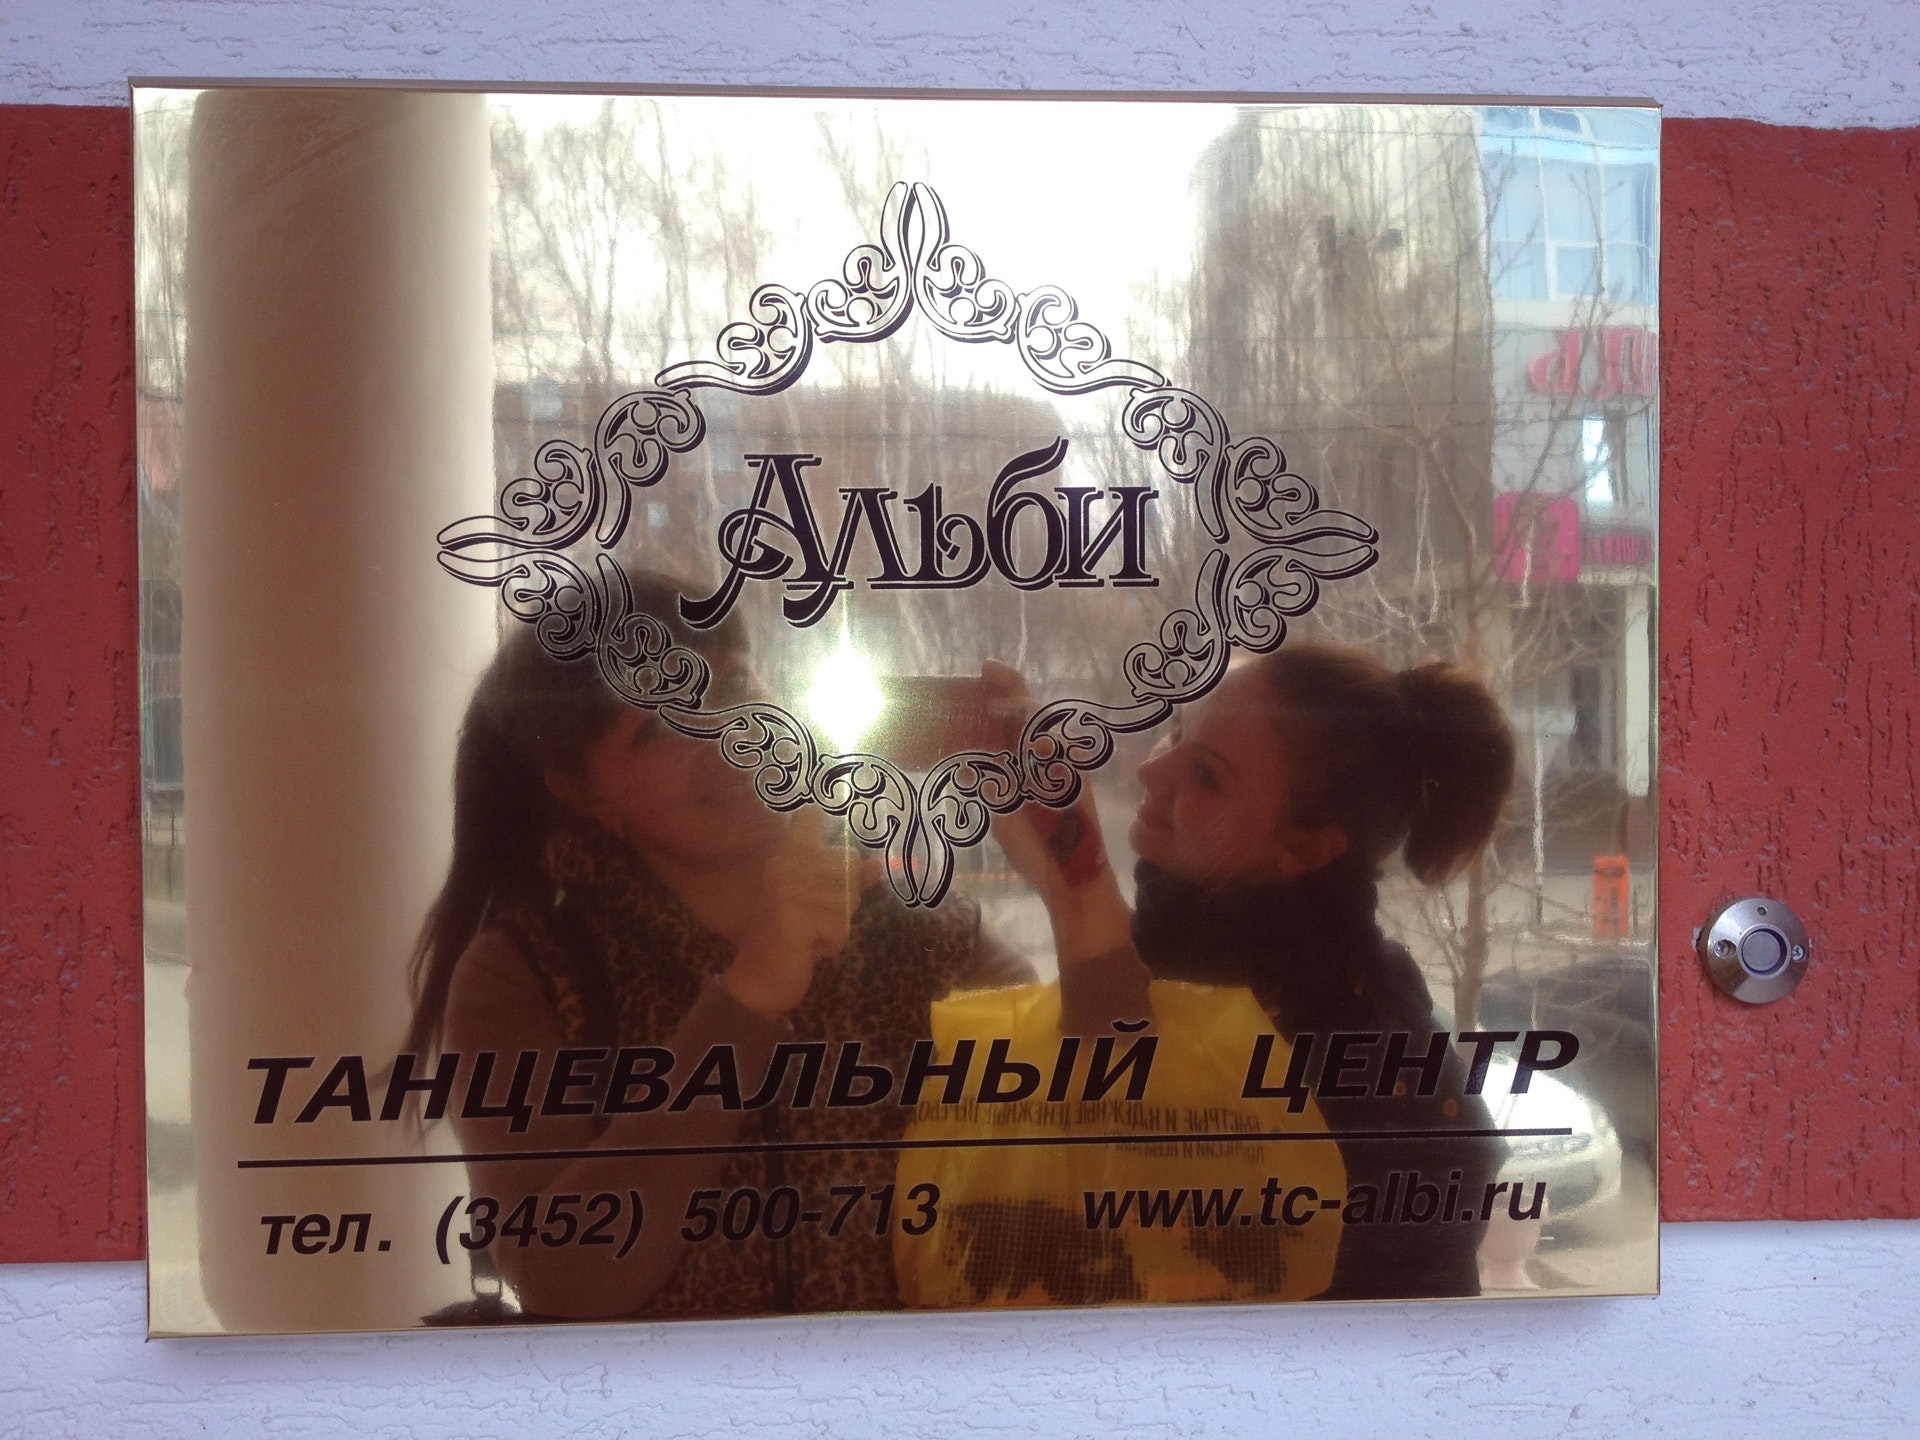 Альби
ТАНЦЕВАЛЬНЫЙ ЦЕНТР
тел. (3452) 500-713 www.tc-albi.ru